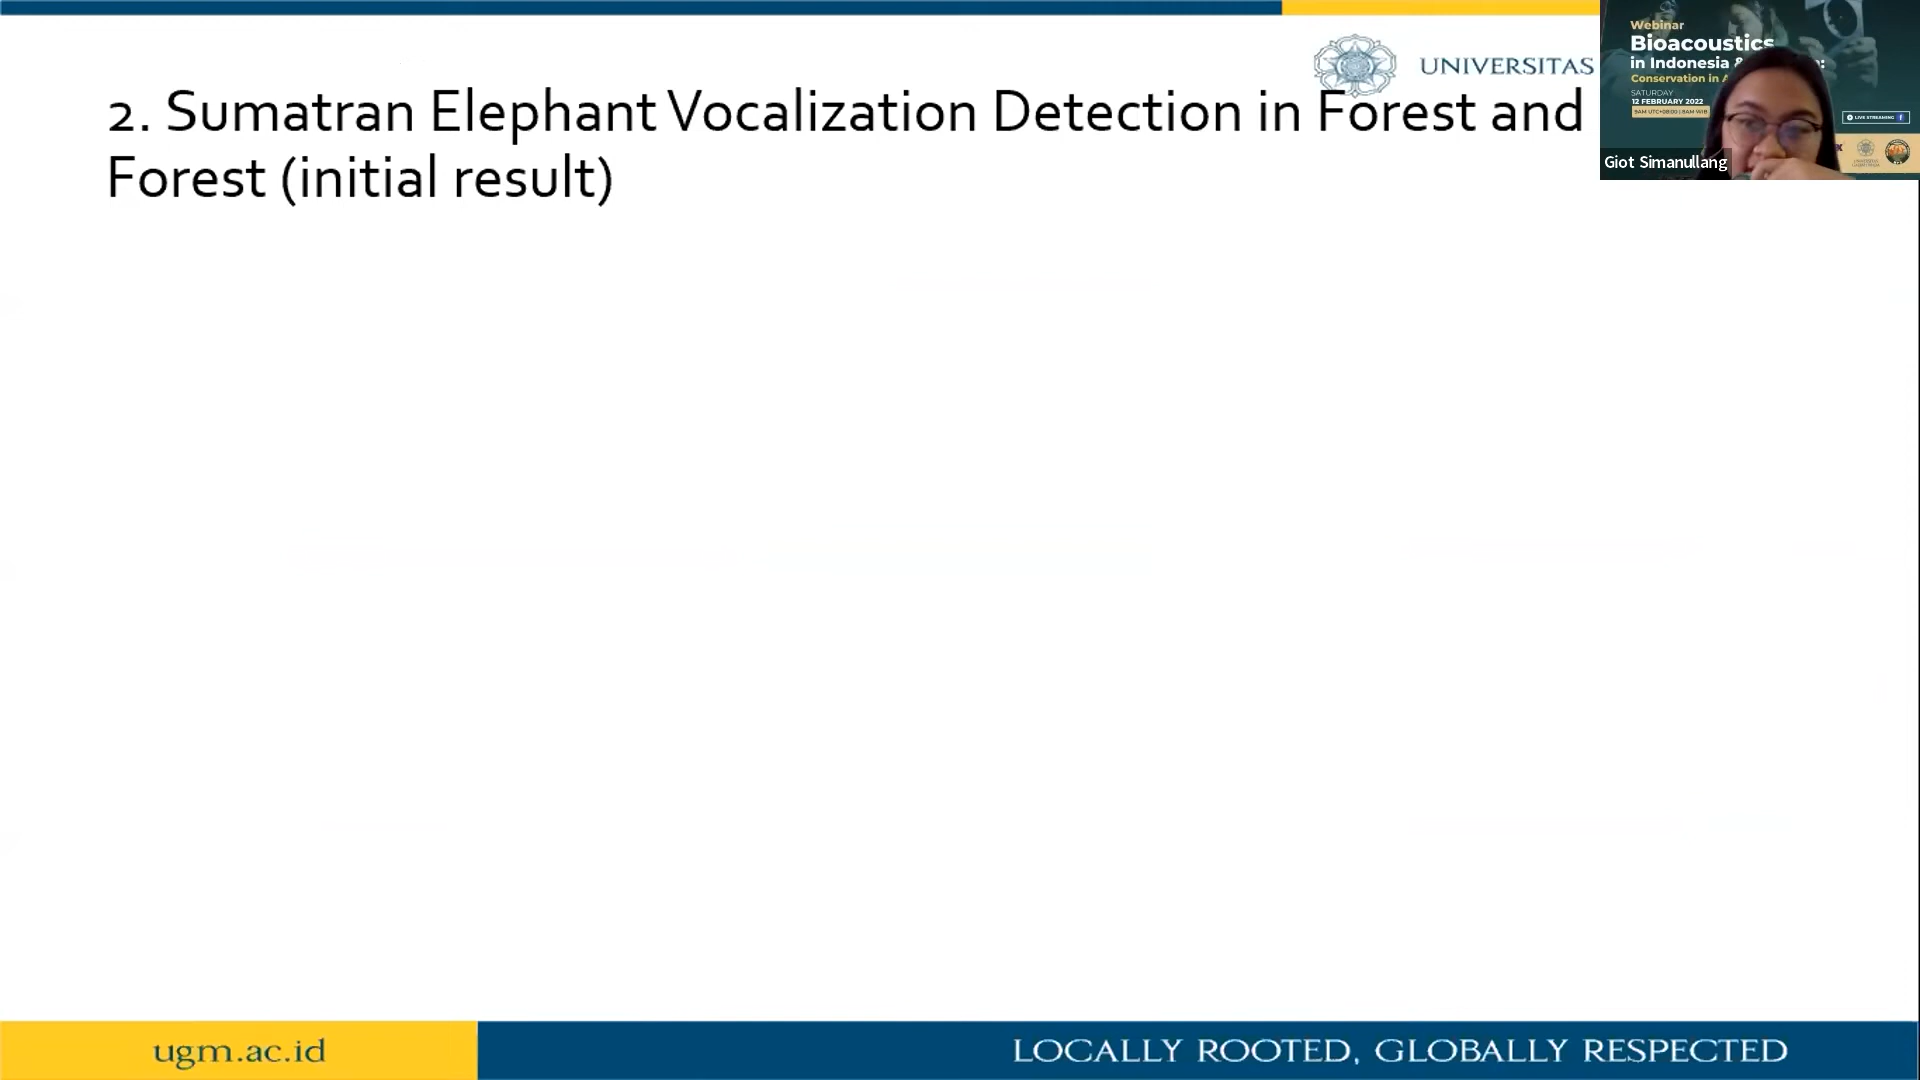 UNIVERSITAS
2. Sumatran Elephant Vocalization Detection in Forest and
Forest (initial result)
Webinar
Bioacoustics
in Indonesia &
Conservation in A
SATURDAY
12 FEBRUARY 2022
9AM UTC+08:00 | 8AM WIB
LIVE STREAMING
Giot Simanullang
ugm.ac.id
LOCALLY ROOTED, GLOBALLY RESPECTED